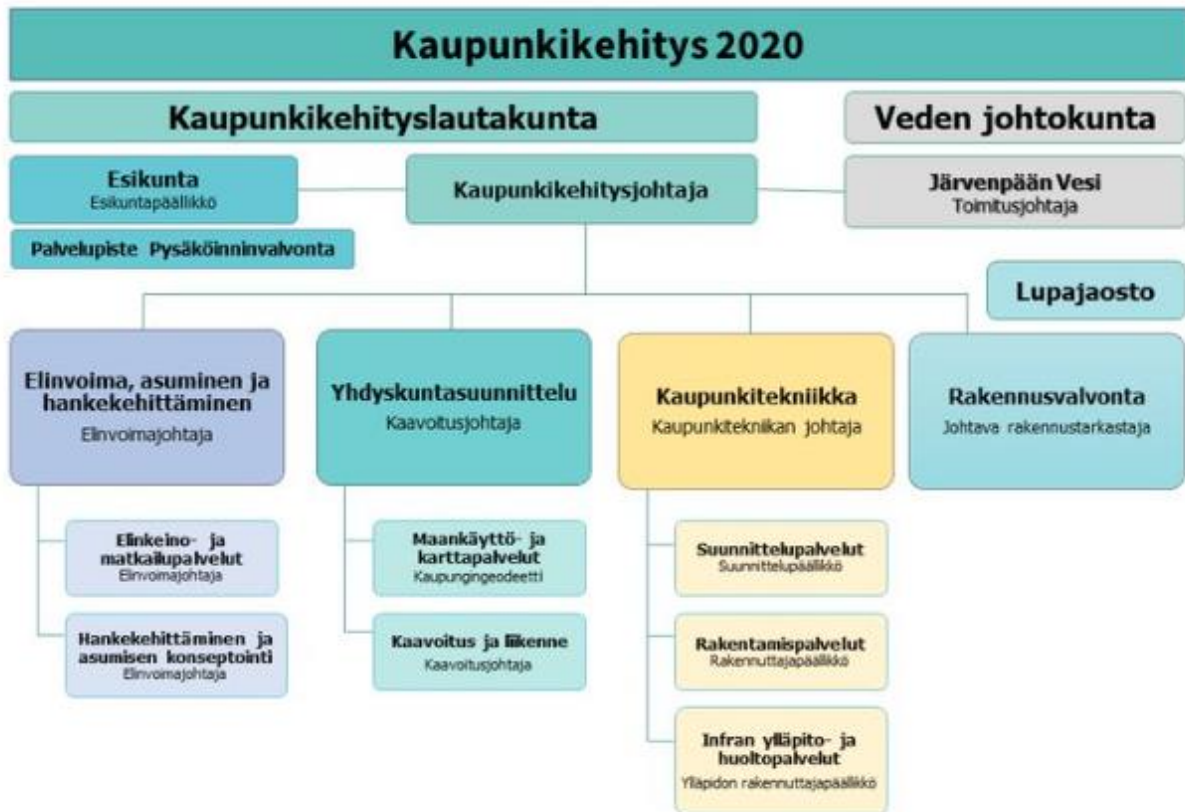 Kaupunkikehitys 2020
Kaupunkikehityslautakunta
Veden johtokunta
Esikunta
Esikuntapäällikkö
Kaupunkikehitysjohtaja
Järvenpään Vesi
Toimitusjohtaja
Palvelupiste Pysäköinninvalvonta
Lupajaosto
Elinvoima, asuminen ja
hankekehittäminen
Elinvoimajohtaja
Yhdyskuntasuunnittelu
Kaavoitusjohtaja
Kaupunkitekniikka
Kaupunkitekniikan johtaja
Rakennusvalvonta
Johtava rakennustarkastaja
Elinkeino- ja
matkailupalvelut
Elinvoimajohtaja
Hankekehittäminen ja
asumisen konseptointi
Elinvoimajohtaja
Maankäyttö- ja
karttapalvelut
Kaupungingeodeetti
Kaavoitus ja liikenne
Kaavoitusjohtaja
Suunnittelupalvelut
Suunnittelupäällikkö
Rakentamispalvelut
Rakennuttajapäällikkö
Infran ylläpito- ja
huoltopalvelut
Ylläpidon rakennuttajapäällikkö